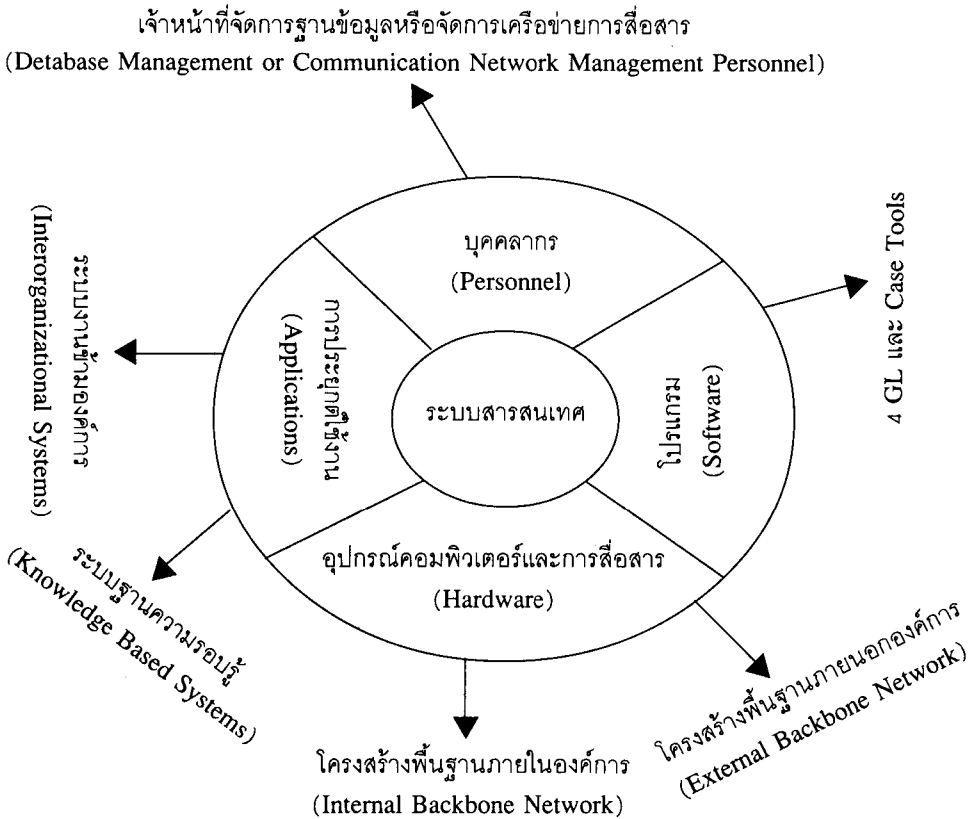 เจ้าหน้าที่จัดการฐานข้อมูลหรือจัดการเครือข่ายการสื่อสาร
(Detabase Management or Communication Network Management Personnel)
บุคคลากร
(Personnel)
4 GL และ Case Tools
โปรแกรม
(Software)
ระบบสารสนเทศ
การประยุกต์ใช้งาน
(Applications)
ระบบงานข้ามองค์การ
(Interorganizational Systems)
อุปกรณ์คอมพิวเตอร์และการสื่อสาร
(Hardware)
ระบบฐานความรอบรู้
(Knowledge Based Systems)
โครงสร้างพื้นฐานภายในองค์การ
(Internal Backbone Network)
โครงสร้างพื้นฐานภายนอกองค์การ
(External Backbone Network)